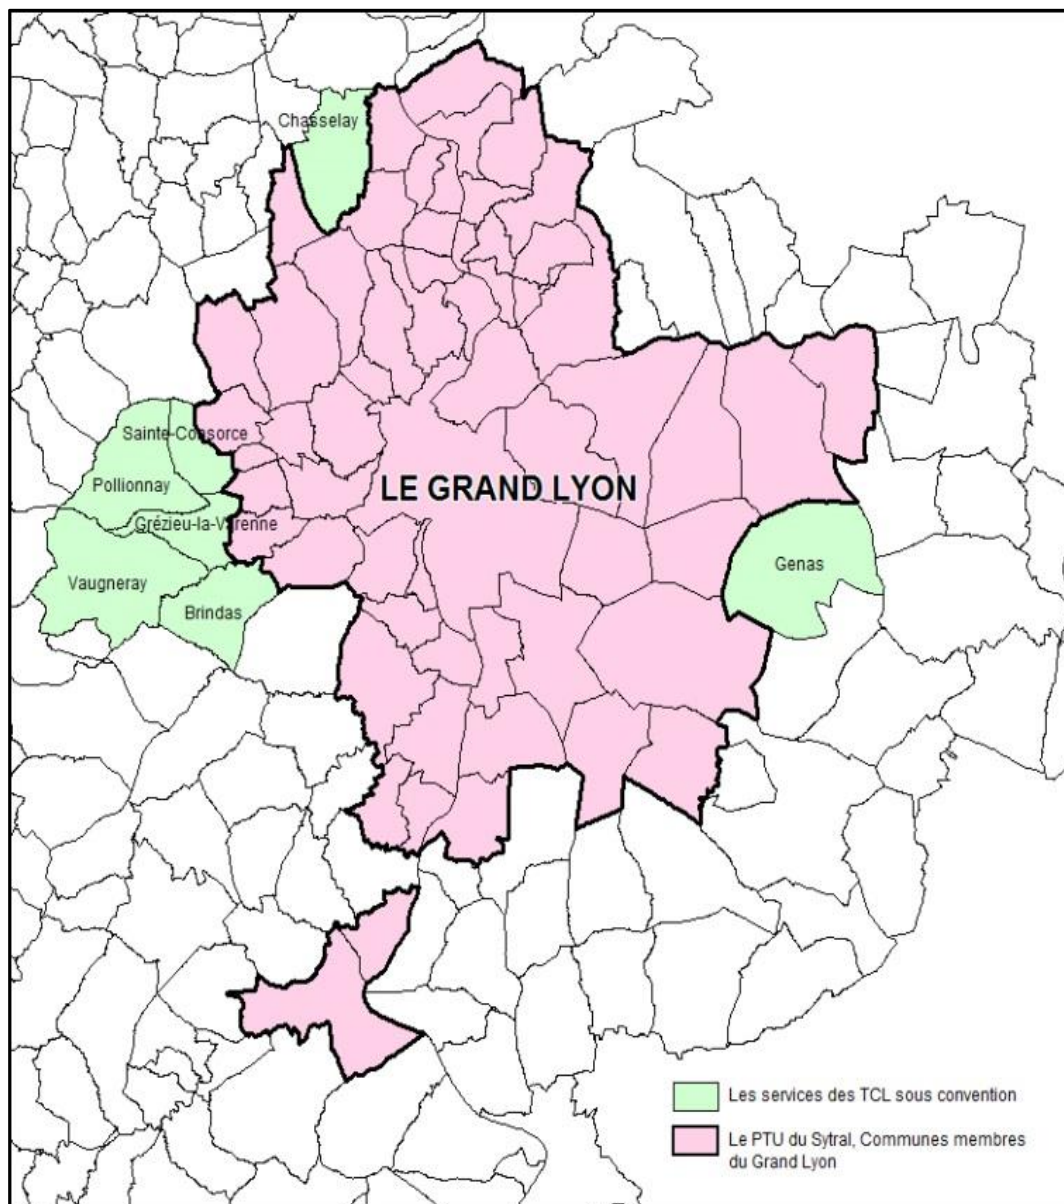 Chasselay
Sainte-Consorce
Pollionnay
LE GRAND LYON
Grézieu-la-Varenne
Genas
Vaugneray
Brindas
Les services des TCL sous convention
Le PTU du Sytral, Communes membres
du Grand Lyon